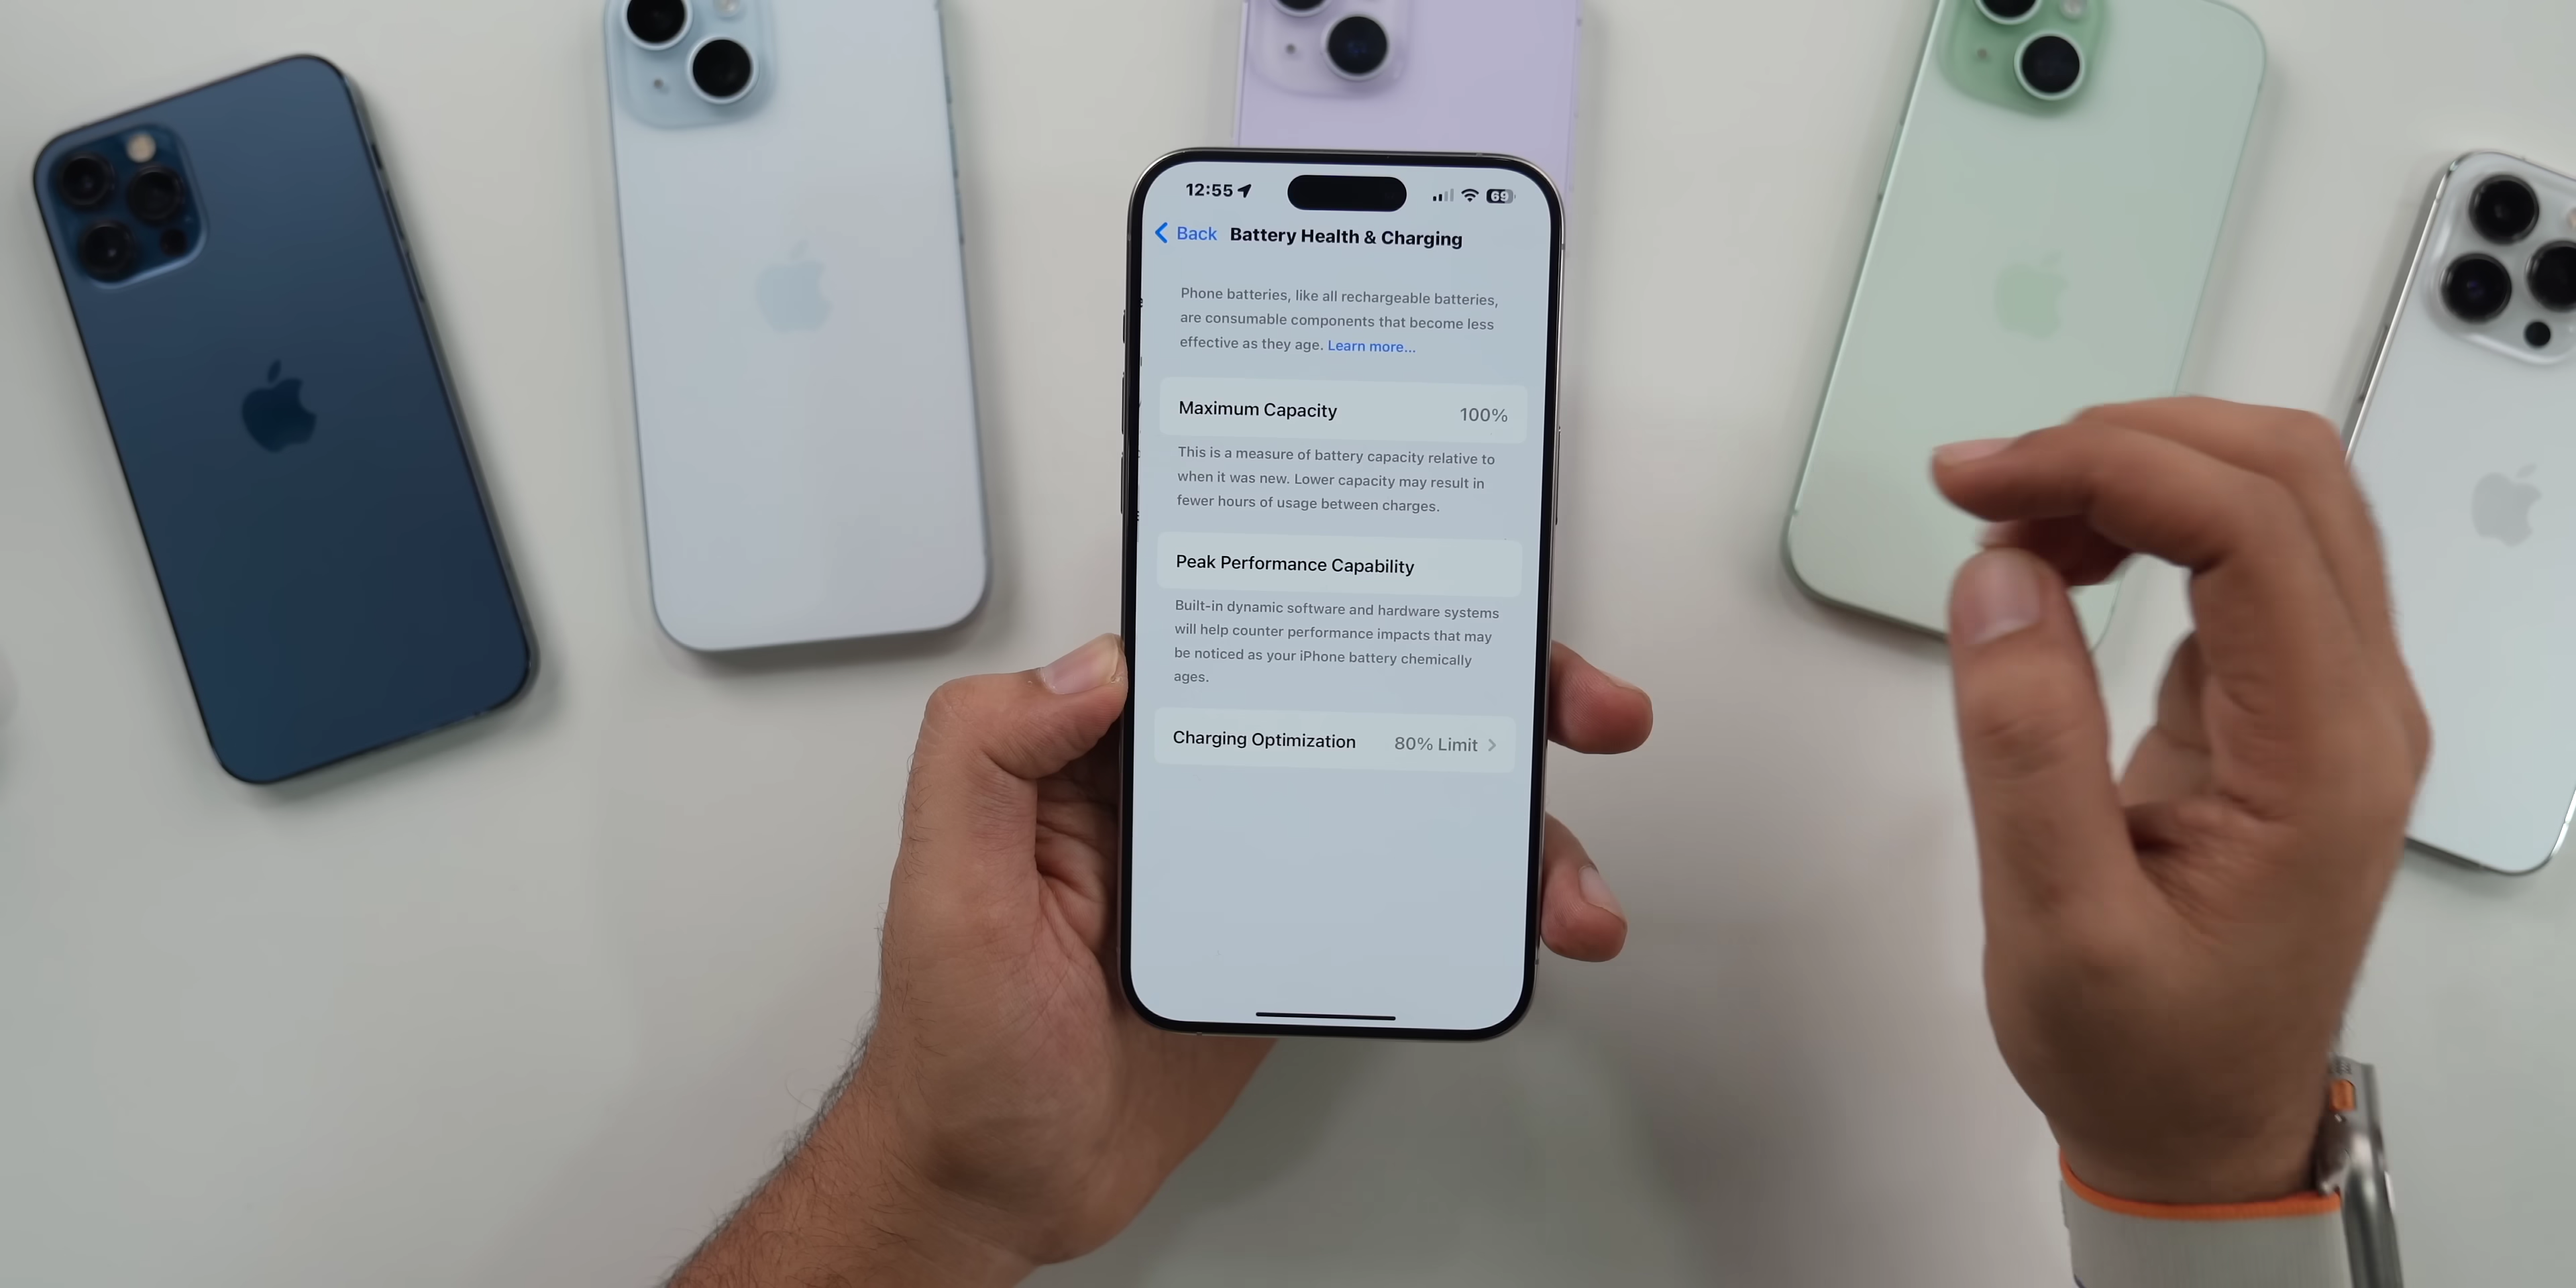 12:55
69
Back Battery Health & Charging
Phone batteries, like all rechargeable batteries,
are consumable components that become less
effective as they age. Learn more...
Maximum Capacity 100%
This is a measure of battery capacity relative to
when it was new. Lower capacity may result in
fewer hours of usage between charges.
Peak Performance Capability
Built-in dynamic software and hardware systems
will help counter performance impacts that may
be noticed as your iPhone battery chemically
ages.
Charging Optimization 80% Limit